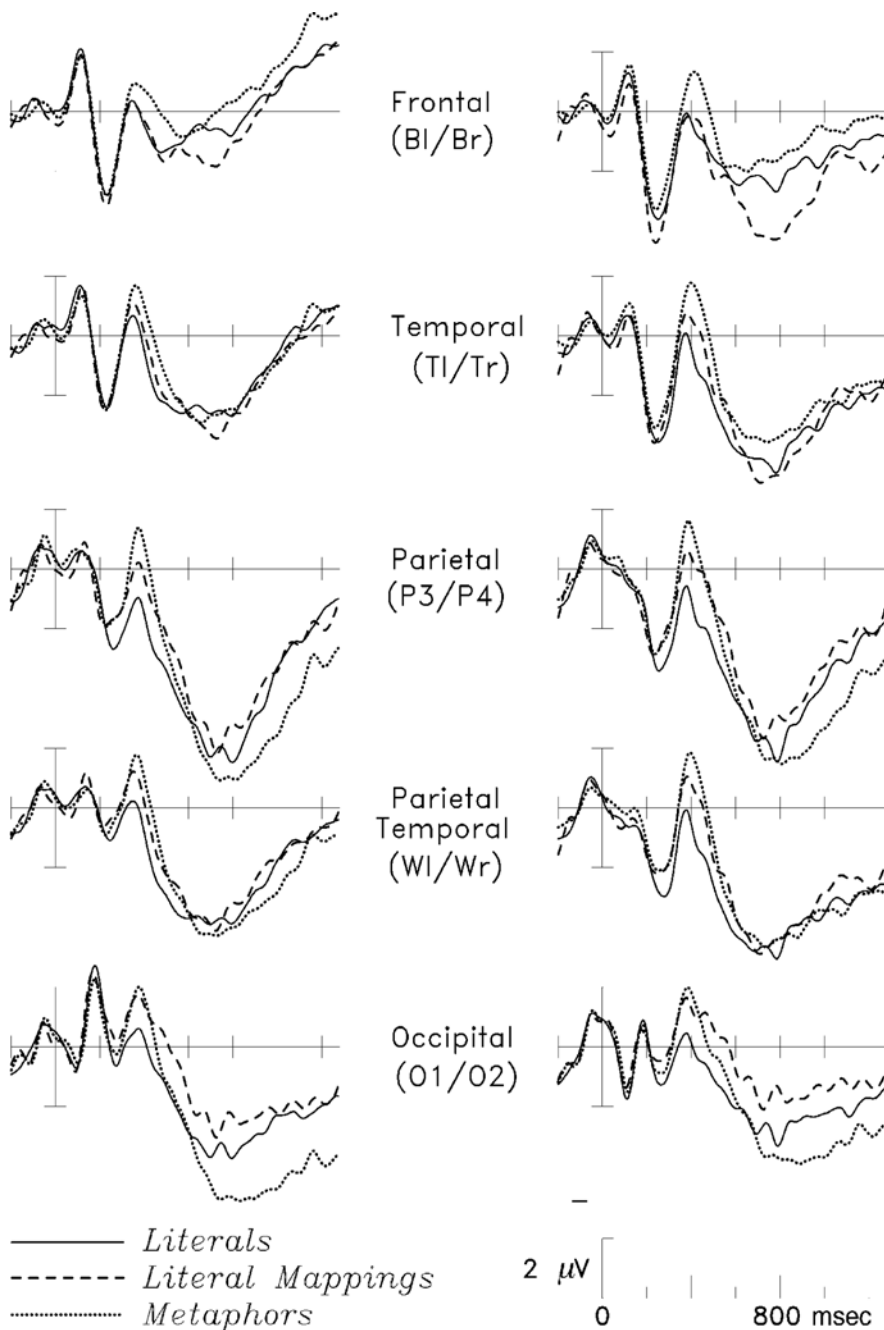 Frontal
(Bl/Br)
Temporal
(Tl/Tr)
Parietal
(P3/P4)
Parietal
Temporal
(Wl/Wr)
Occipital
(O1/O2)
Literals
Literal Mappings
Metaphors
–
2 μV
0 800 msec